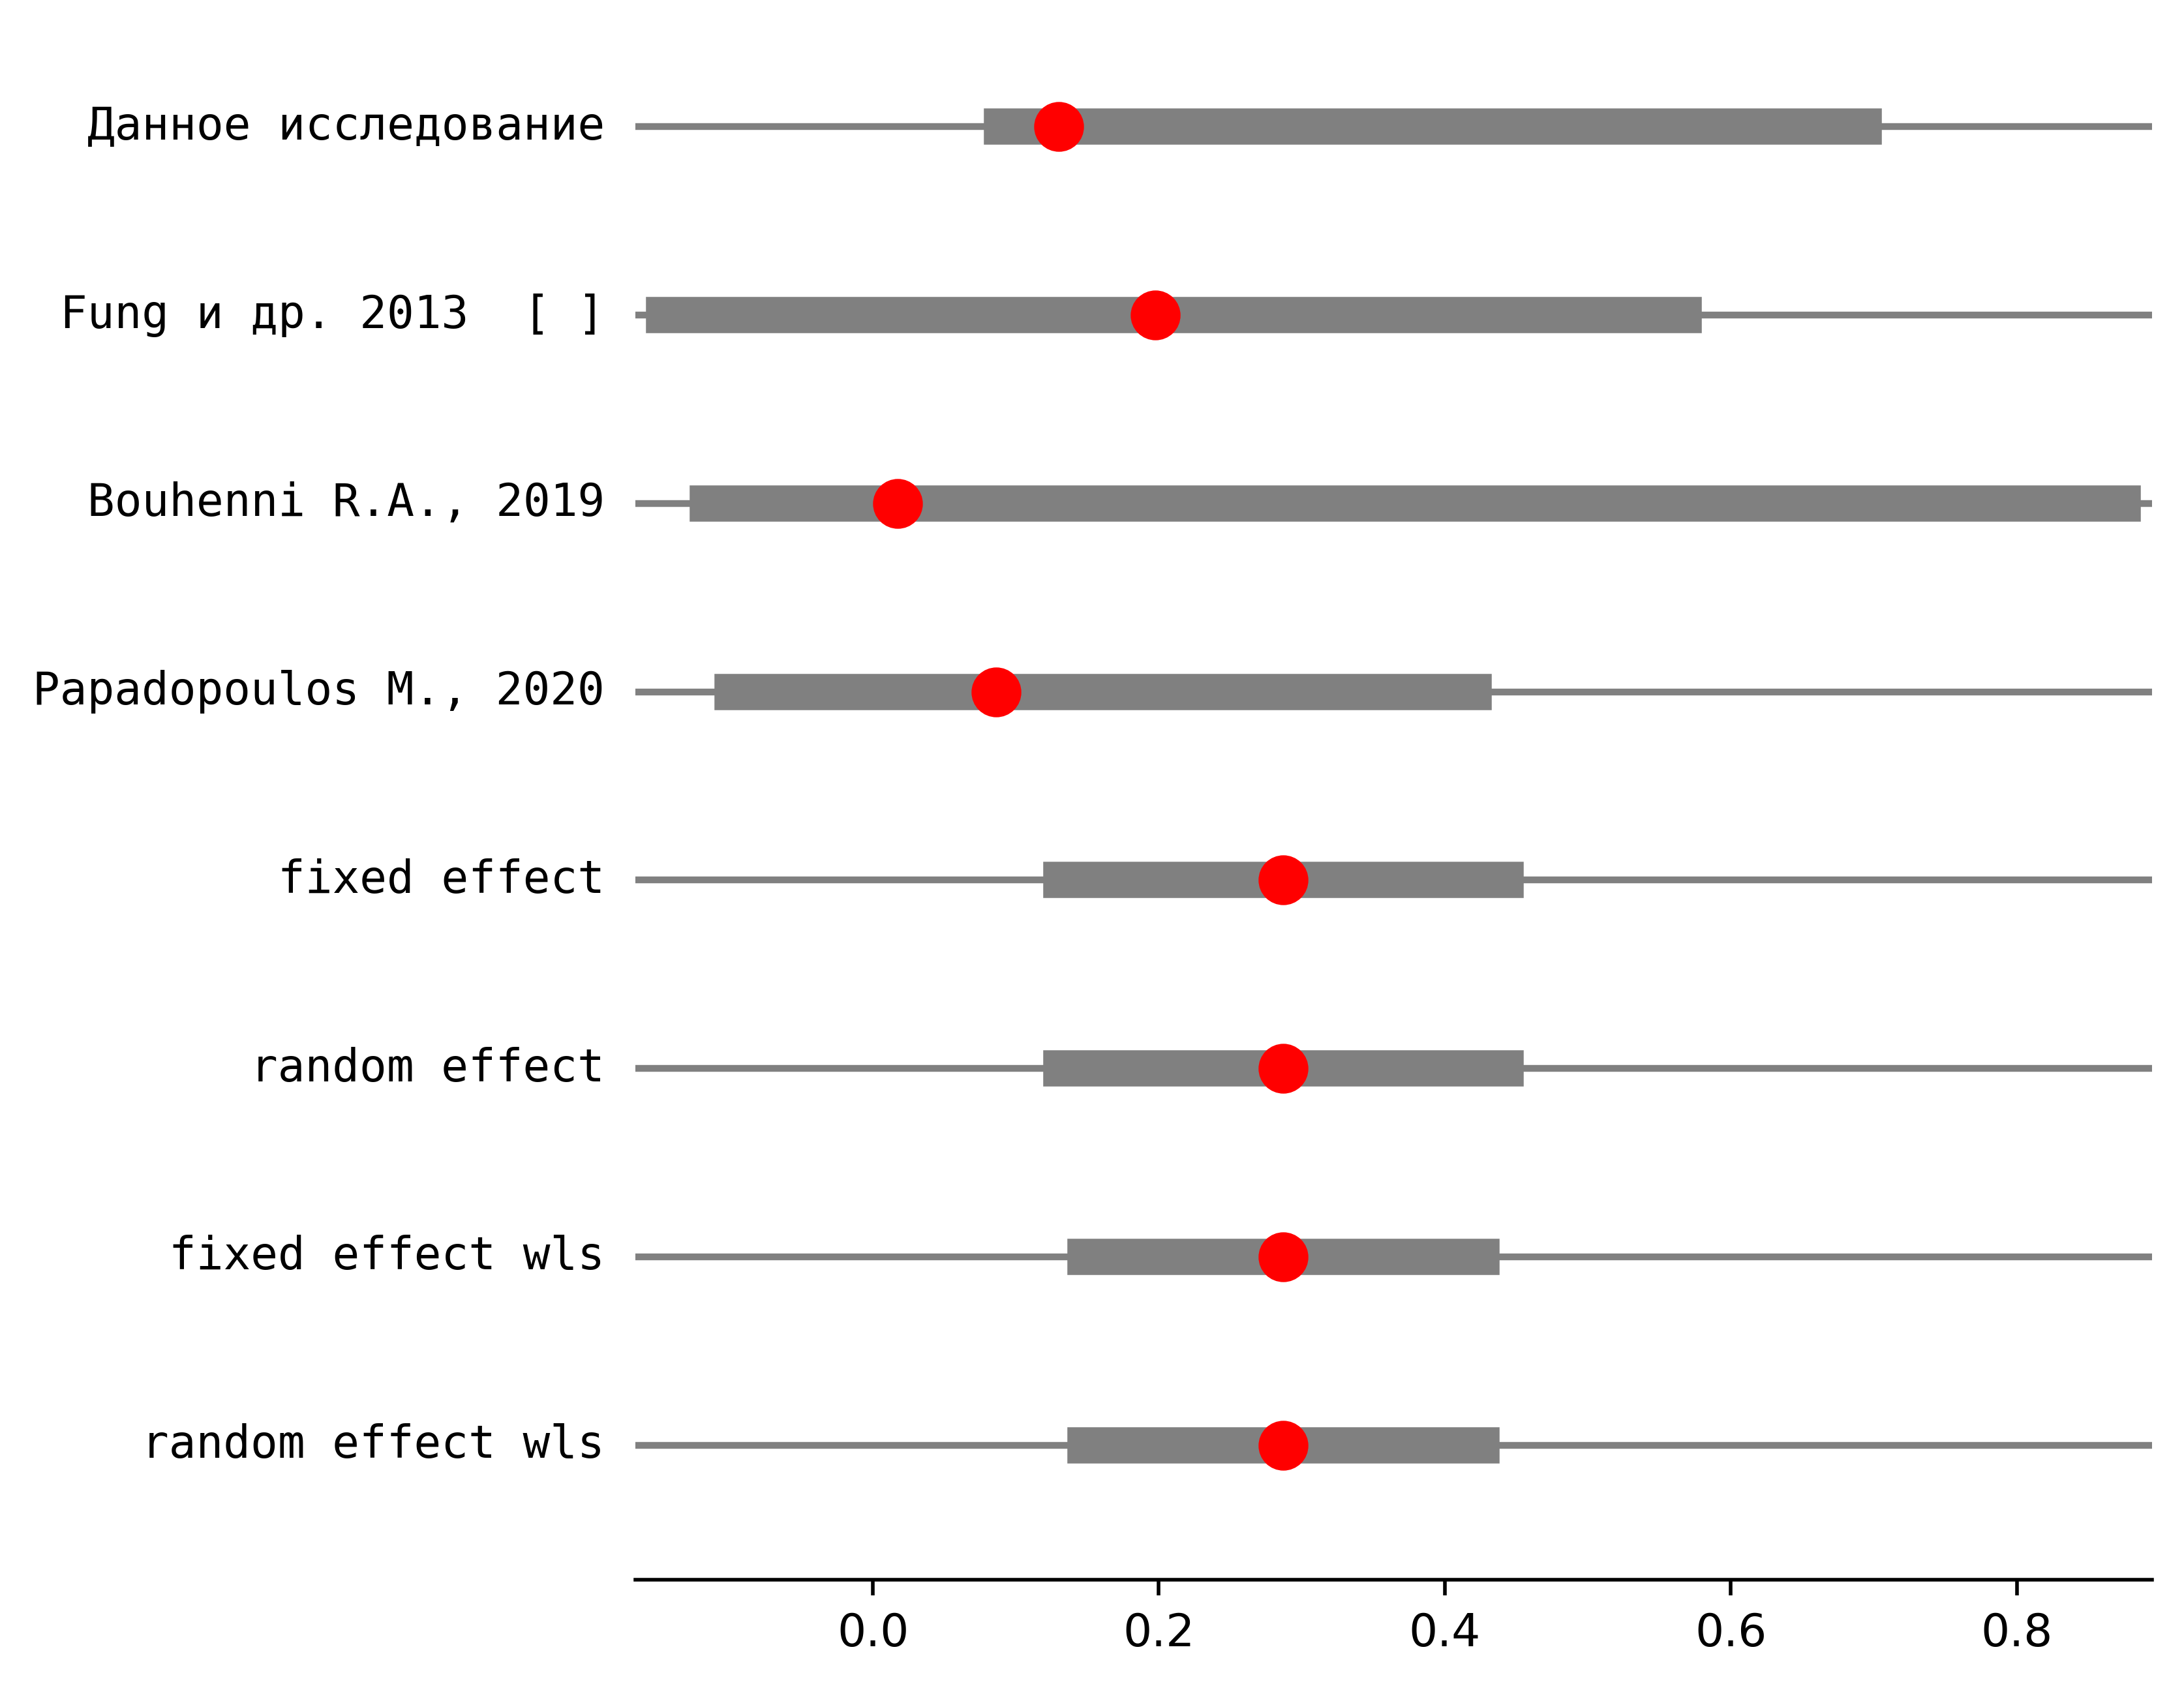 Данное исследование
Fung и др. 2013  [ ]
Bouhenni R.A., 2019
Papadopoulos M., 2020
fixed effect
random effect
fixed effect wls
random effect wls
0.0 0.2 0.4 0.6 0.8